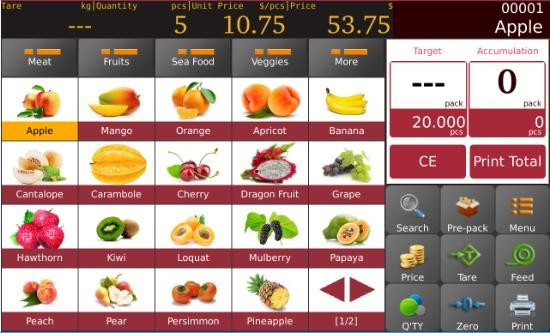 Tare kg|Quantity pcs|Unit Price $/pcs|Price $
--- 5 10.75 53.75
00001
Apple
Meat Fruits Sea Food Veggies More
Target Accumulation
--- 0
pack pack
20.000 0
pcs pcs
Apple Mango Orange Apricot Banana
CE Print Total
Cantalope Carambole Cherry Dragon Fruit Grape
Search Pre-pack Menu
Hawthorn Kiwi Loquat Mulberry Papaya
Price Tare Feed
Peach Pear Persimmon Pineapple [1/2]
Q'TY Zero Print